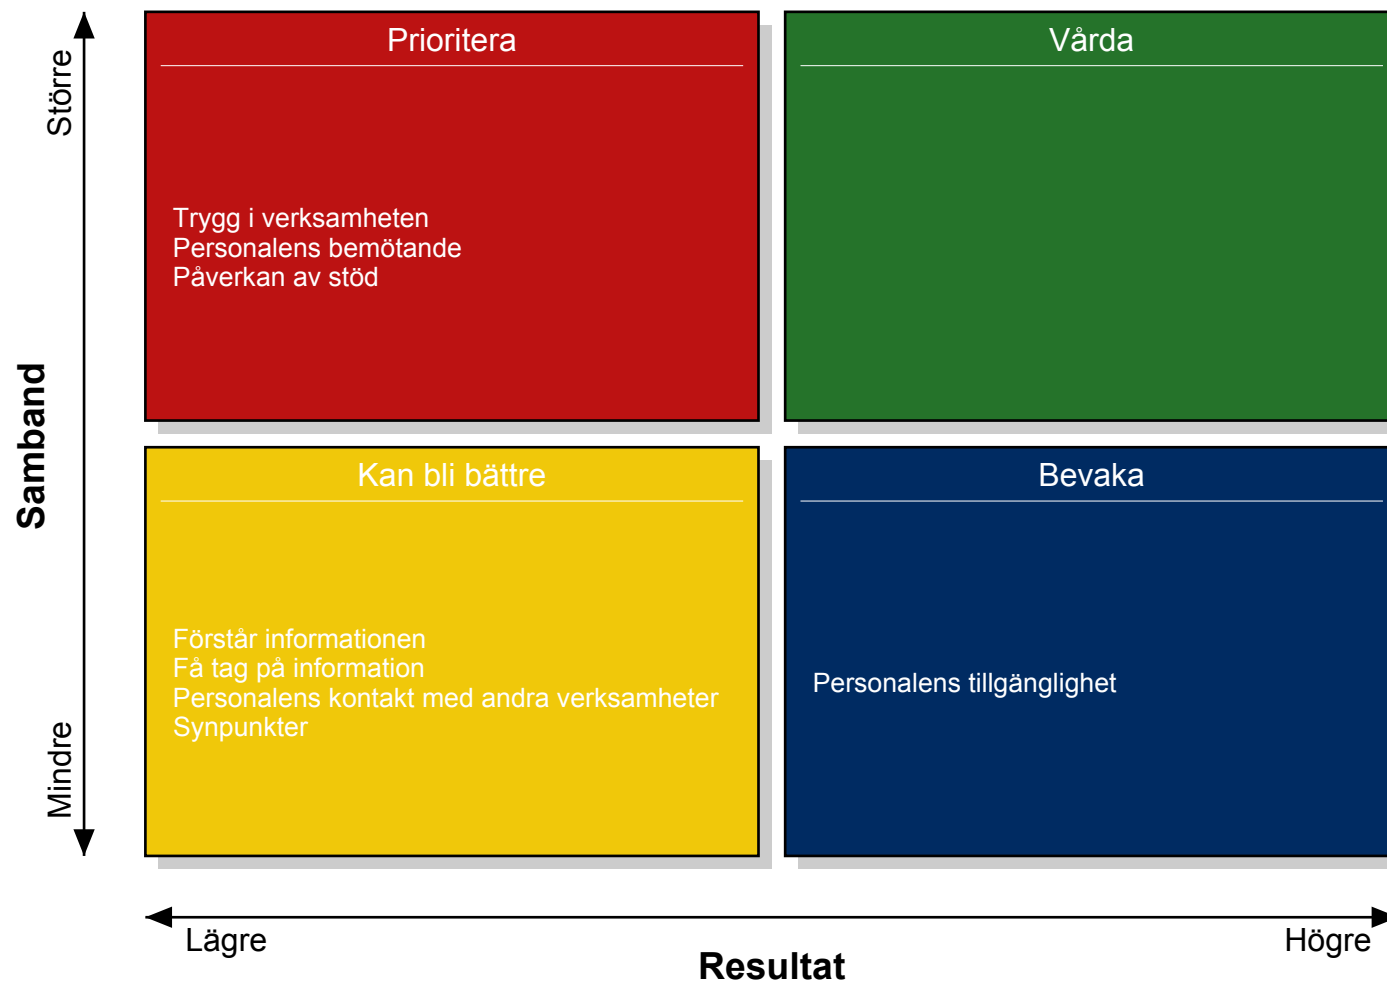 Större
Samband
Mindre
Prioritera
Trygg i verksamheten
Personalens bemötande
Påverkan av stöd
Vårda
Kan bli bättre
Förstår informationen
Få tag på information
Personalens kontakt med andra verksamheter
Synpunkter
Bevaka
Personalens tillgänglighet
Lägre
Resultat
Högre